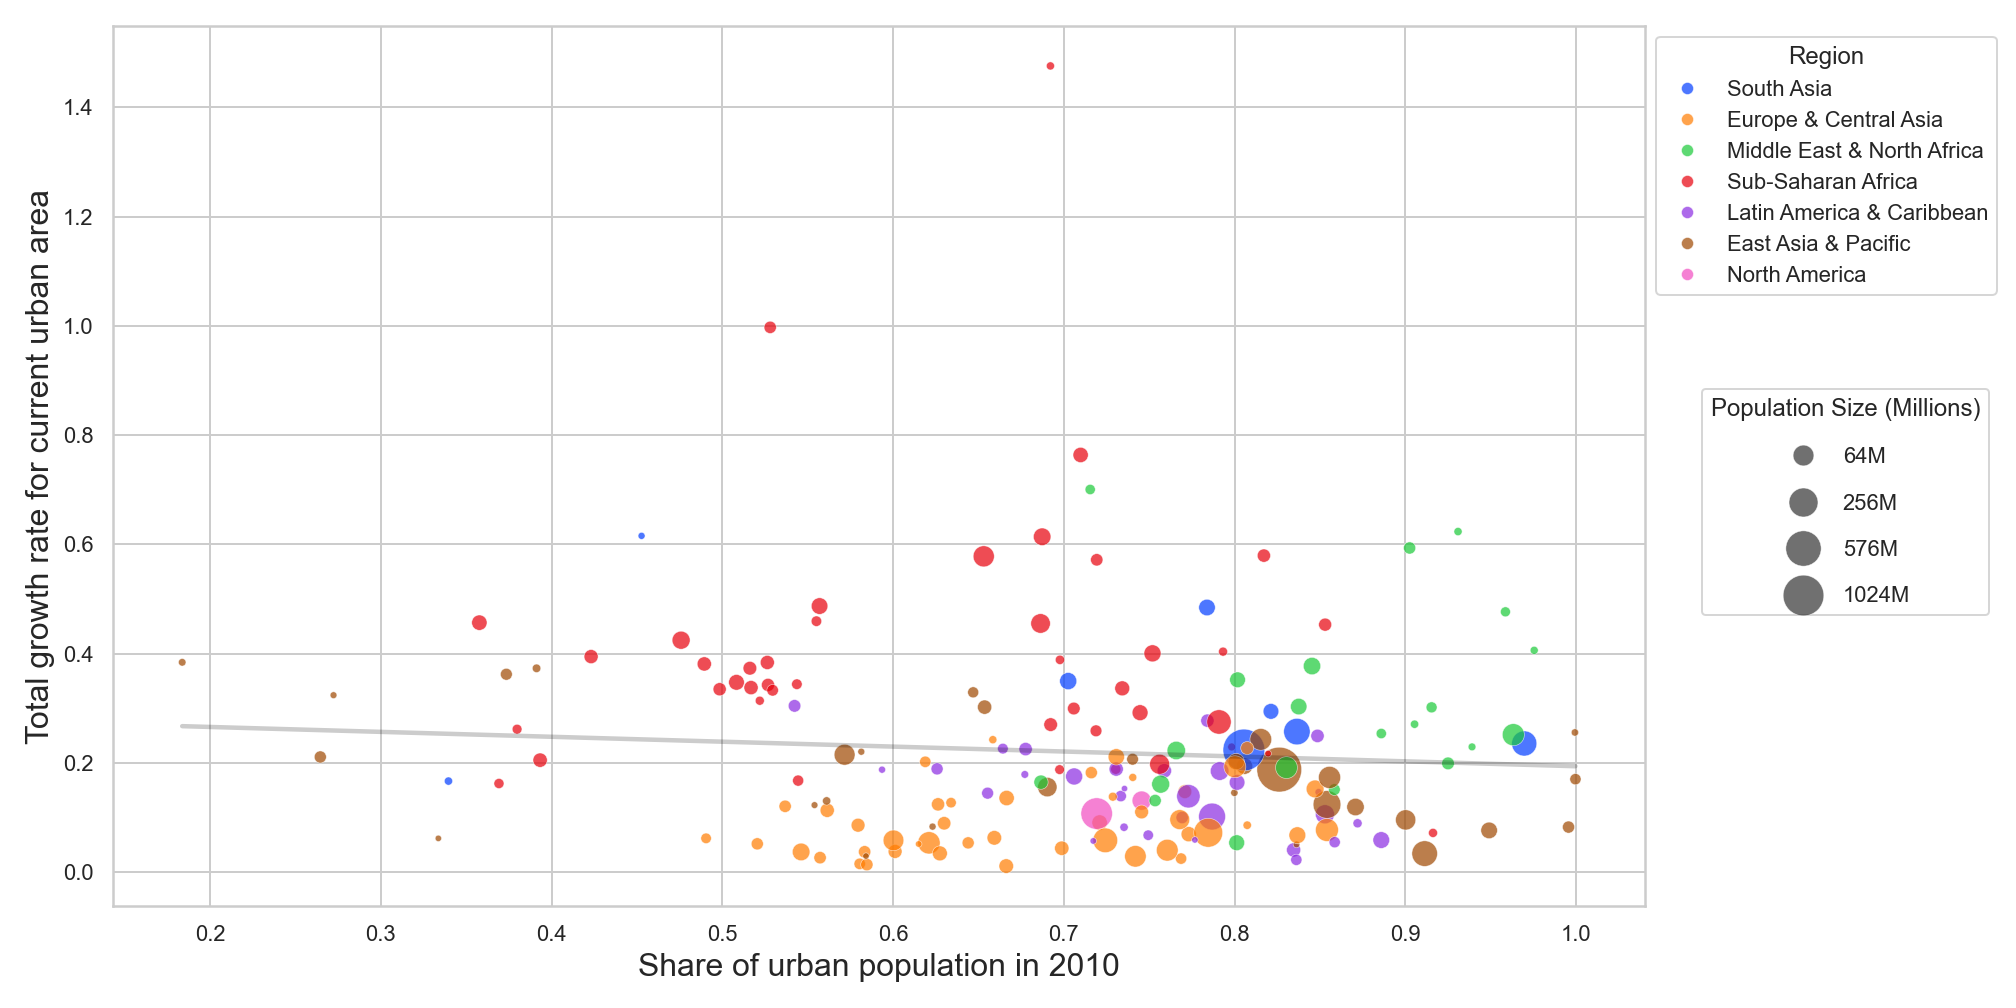 Total growth rate for current urban area
1.4
1.2
1.0
0.8
0.6
0.4
0.2
0.0
0.2 0.3 0.4 0.5 0.6 0.7 0.8 0.9 1.0
Share of urban population in 2010
Region
South Asia
Europe & Central Asia
Middle East & North Africa
Sub-Saharan Africa
Latin America & Caribbean
East Asia & Pacific
North America
Population Size (Millions)
64M
256M
576M
1024M